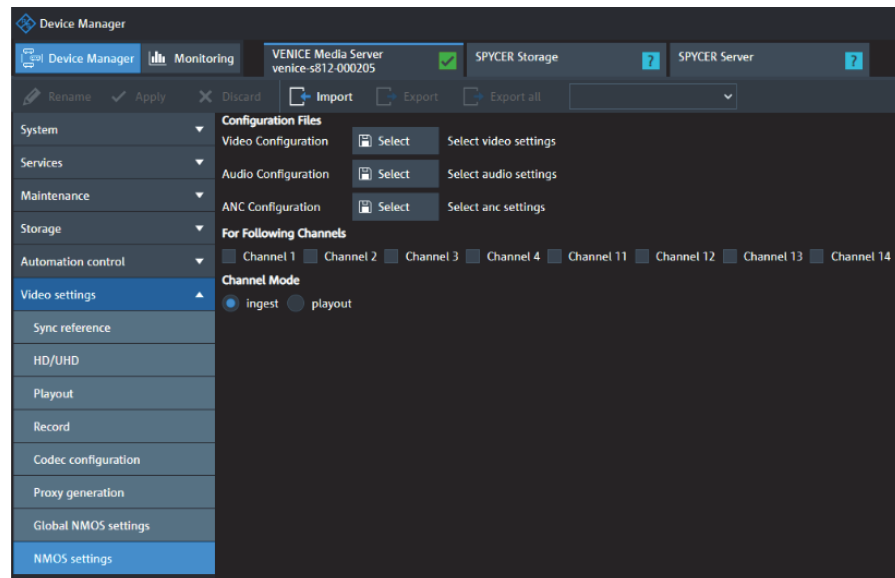 Device Manager
Device Manager Monitoring VENICE Media Server SPYCER Storage ? SPYCER Server ?
venice-s812-000205
Rename Apply Discard Import Export Export all
System
Services
Maintenance
Storage
Automation control
Video settings
Sync reference
HD/UHD
Playout
Record
Codec configuration
Proxy generation
Global NMOS settings
NMOS settings
Configuration Files
Video Configuration Select Select video settings
Audio Configuration Select Select audio settings
ANC Configuration Select Select anc settings
For Following Channels
Channel 1 Channel 2 Channel 3 Channel 4 Channel 11 Channel 12 Channel 13 Channel 14
Channel Mode
ingest playout